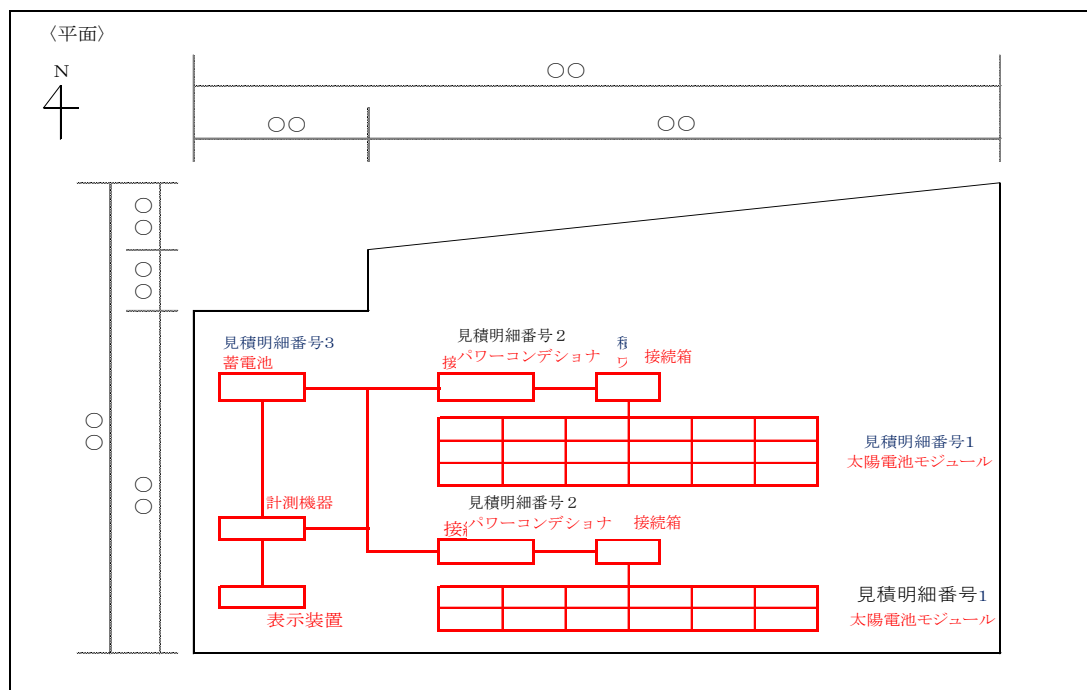 〈平面〉
N
○○
○○
○○
○○
○○
○○
○○
見積明細番号3
蓄電池
見積明細番号2
パワーコンデショナ
接続箱
見積明細番号1
太陽電池モジュール
計測機器
見積明細番号2
パワーコンデショナ
接続箱
表示装置
見積明細番号1
太陽電池モジュール